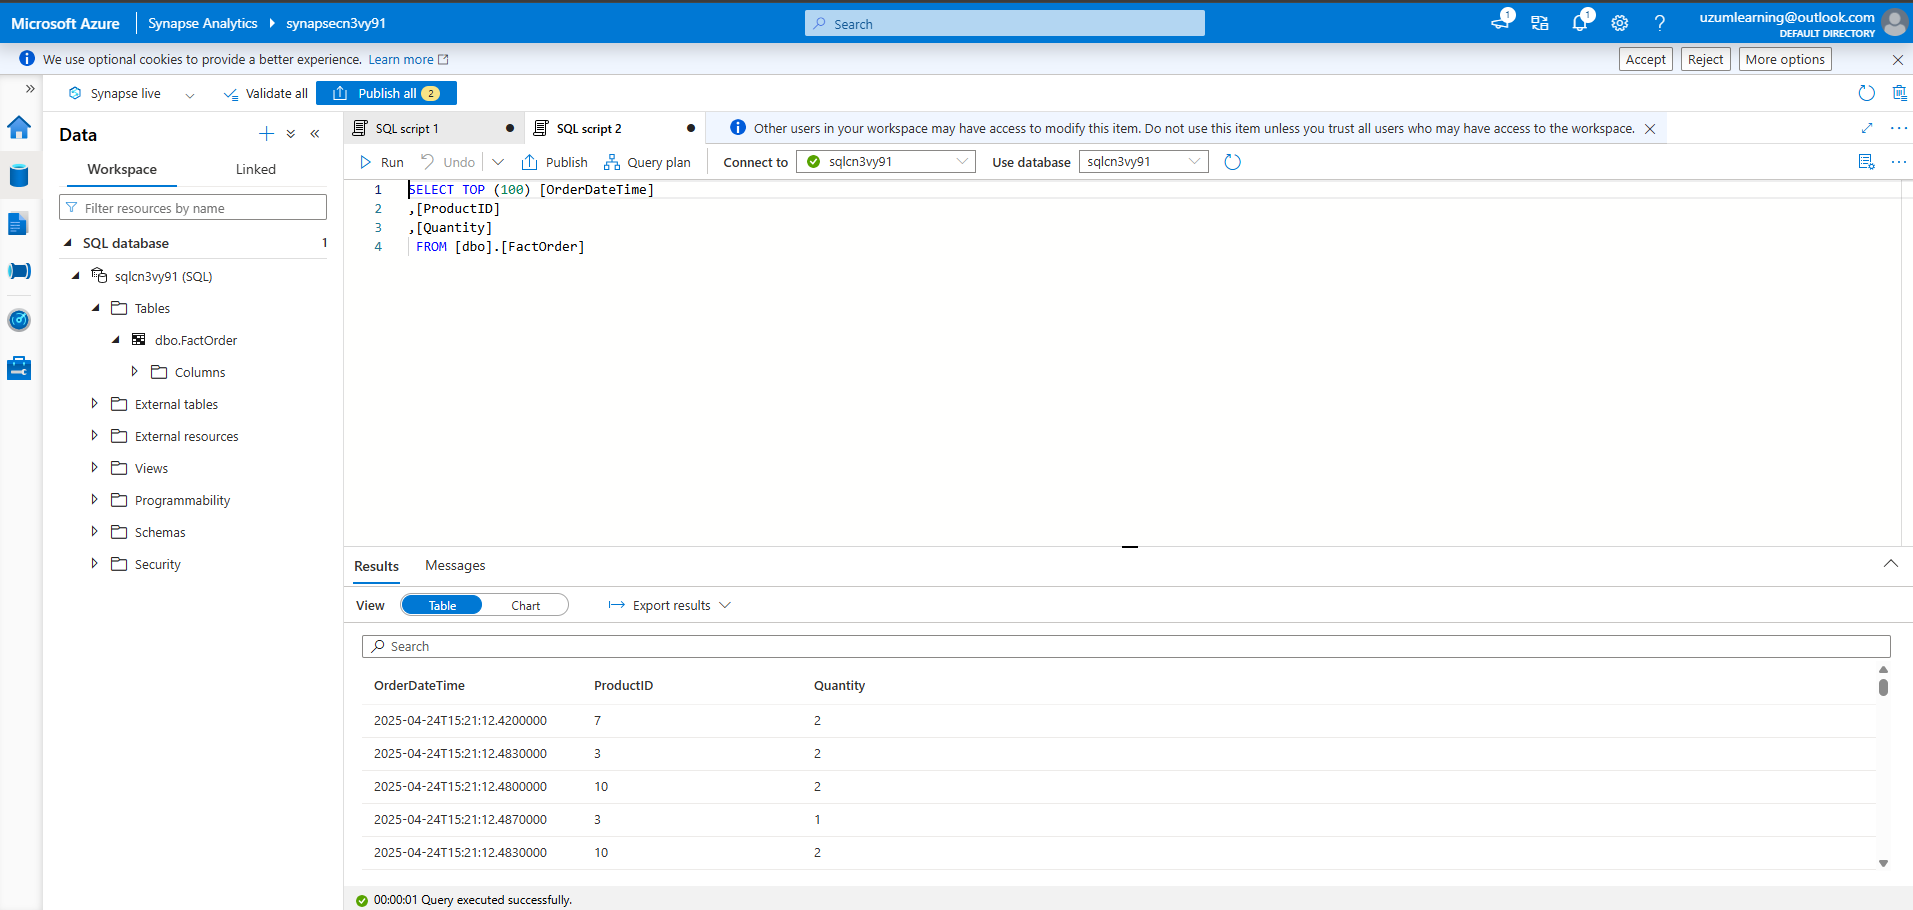 Microsoft Azure
Synapse Analytics
synapsecn3vy91
Search
1
1
uzumlearning@outlook.com
DEFAULT DIRECTORY
We use optional cookies to provide a better experience. Learn more
Accept
Reject
More options
Synapse live
Validate all
Publish all 2
Data
Workspace
Linked
Filter resources by name
SQL database 1
sqlcn3vy91 (SQL)
Tables
dbo.FactOrder
Columns
External tables
External resources
Views
Programmability
Schemas
Security
SQL script 1
SQL script 2
Other users in your workspace may have access to modify this item. Do not use this item unless you trust all users who may have access to the workspace.
Run
Undo
Publish
Query plan
Connect to
sqlcn3vy91
Use database
sqlcn3vy91
1 SELECT TOP (100) [OrderDateTime]
2 ,[ProductID]
3 ,[Quantity]
4 FROM [dbo].[FactOrder]
Results
Messages
View
Table
Chart
Export results
Search
OrderDateTime ProductID Quantity
2025-04-24T15:21:12.4200000 7 2
2025-04-24T15:21:12.4830000 3 2
2025-04-24T15:21:12.4800000 10 2
2025-04-24T15:21:12.4870000 3 1
2025-04-24T15:21:12.4830000 10 2
00:00:01 Query executed successfully.